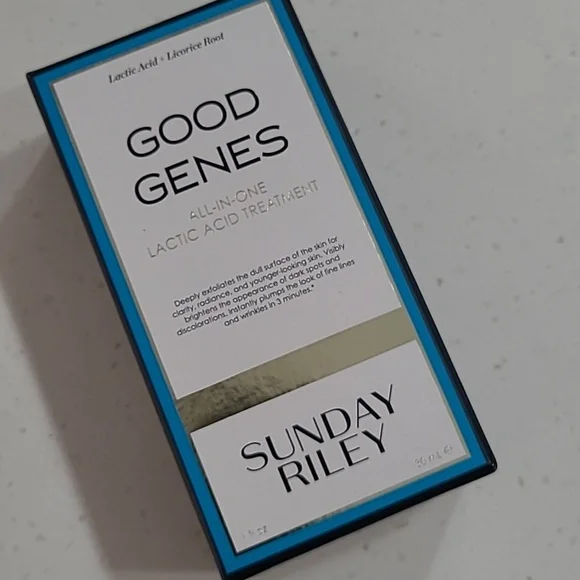 Lactic Acid + Licorice Root
GOOD
GENES
ALL-IN-ONE
LACTIC ACID TREATMENT
Deeply exfoliates the dull surface of the skin for
clarity, radiance, and younger-looking skin. Visibly
brightens the appearance of dark spots and
discolorations. Instantly plumps the look of fine lines
and wrinkles in 3 minutes.*
SUNDAY
RILEY